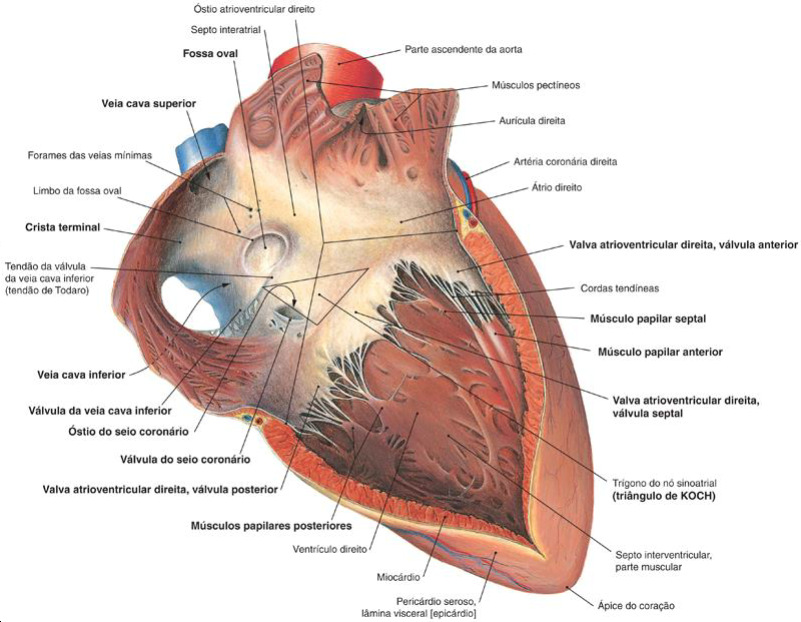 Óstio atrioventricular direito
Septo interatrial
Fossa oval
Veia cava superior
Forames das veias mínimas
Limbo da fossa oval
Crista terminal
Tendão da válvula
da veia cava inferior
(tendão de Todaro)
Veia cava inferior
Válvula da veia cava inferior
Óstio do seio coronário
Válvula do seio coronário
Valva atrioventricular direita, válvula posterior
Músculos papilares posteriores
Ventrículo direito
Miocárdio
Pericárdio seroso,
lâmina visceral [epicárdio]
Parte ascendente da aorta
Músculos pectíneos
Aurícula direita
Artéria coronária direita
Átrio direito
Valva atrioventricular direita, válvula anterior
Cordas tendíneas
Músculo papilar septal
Músculo papilar anterior
Valva atrioventricular direita,
válvula septal
Trígono do nó sinoatrial
(triângulo de KOCH)
Septo interventricular,
parte muscular
Ápice do coração